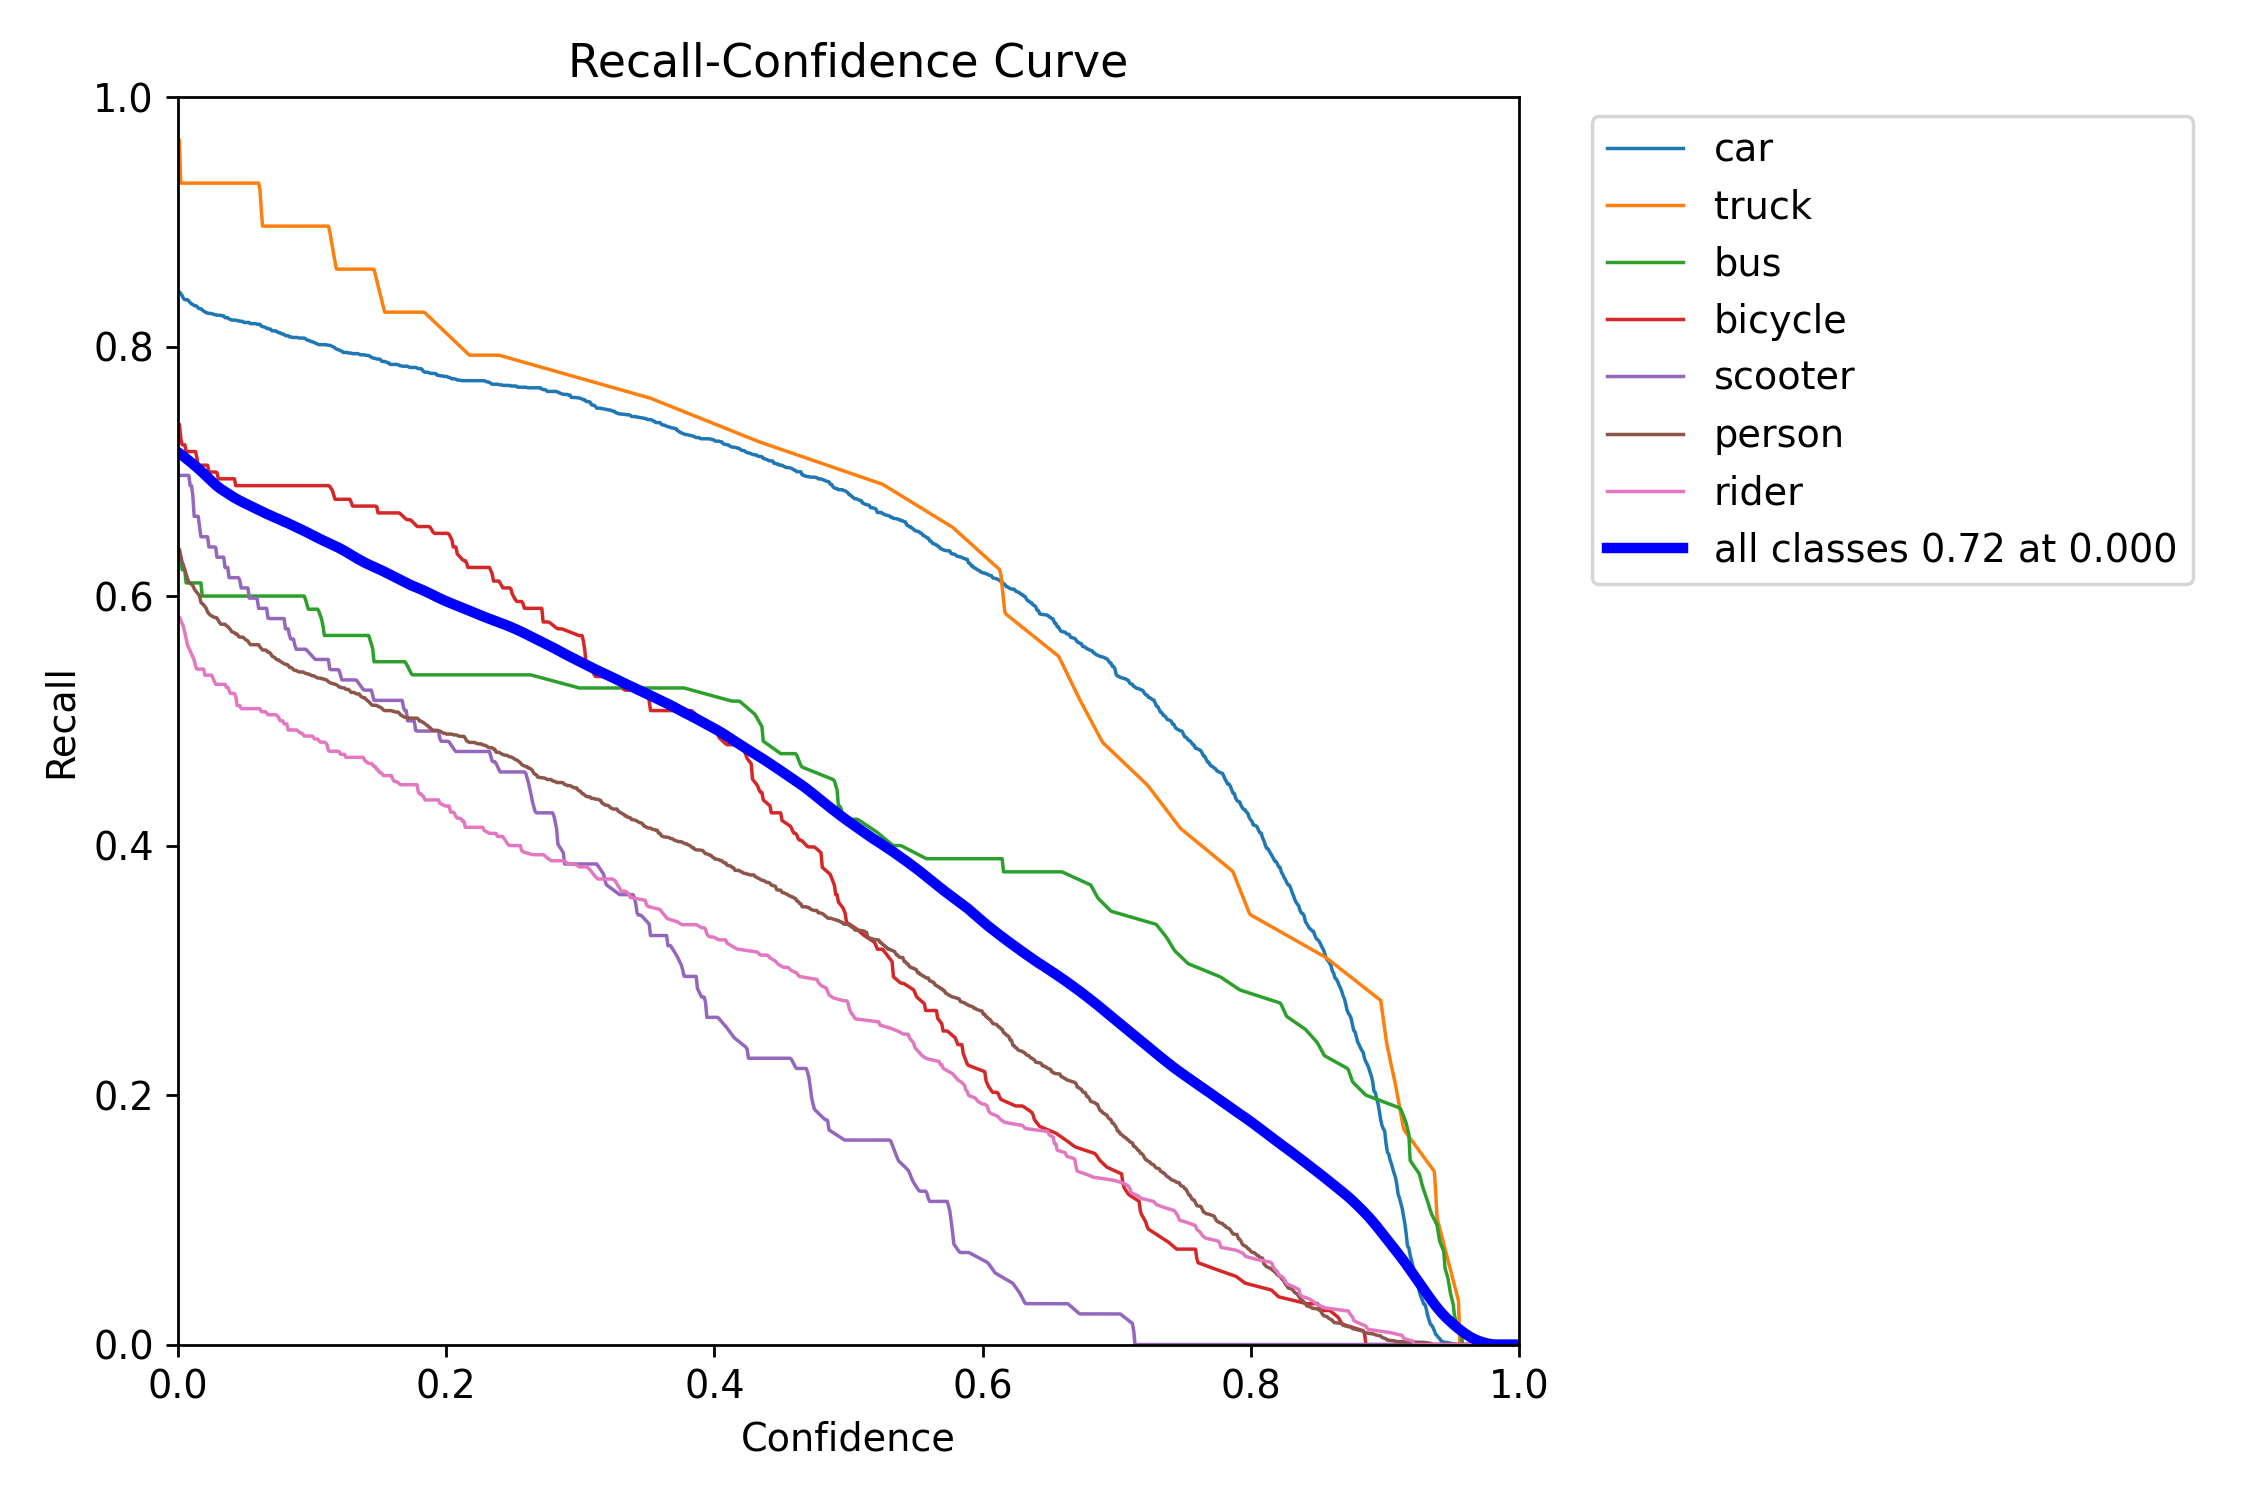 Recall-Confidence Curve
1.0
0.8
0.6
0.4
0.2
0.0
Recall
0.0 0.2 0.4 0.6 0.8 1.0
Confidence
car
truck
bus
bicycle
scooter
person
rider
all classes 0.72 at 0.000